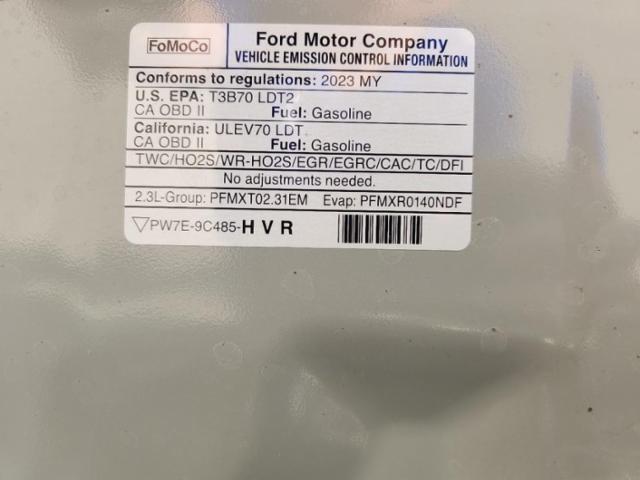 FoMoCo
Ford Motor Company
VEHICLE EMISSION CONTROL INFORMATION
Conforms to regulations: 2023 MY
U.S. EPA: T3B70 LDT2
CA OBD II Fuel: Gasoline
California: ULEV70 LDT
CA OBD II Fuel: Gasoline
TWC/HO2S/WR-HO2S/EGR/EGRC/CAC/TC/DFI
No adjustments needed.
2.3L-Group: PFMXT02.31EM Evap: PFMXR0140NDF
▽PW7E-9C485-H V R